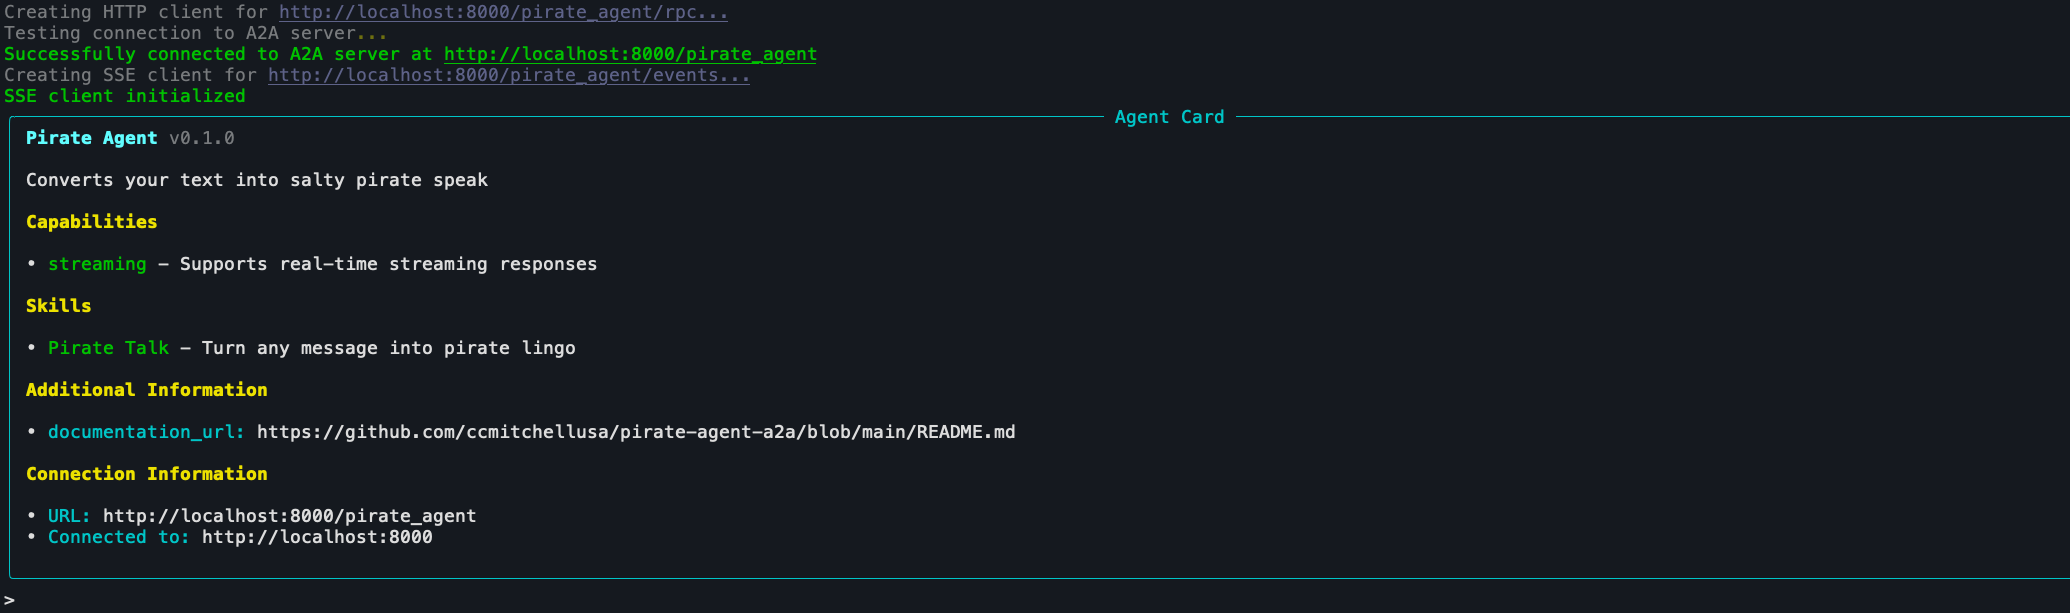 Creating HTTP client for http://localhost:8000/pirate_agent/rpc...
Testing connection to A2A server...
Successfully connected to A2A server at http://localhost:8000/pirate_agent
Creating SSE client for http://localhost:8000/pirate_agent/events...
SSE client initialized
Agent Card
Pirate Agent v0.1.0
Converts your text into salty pirate speak
Capabilities
• streaming – Supports real-time streaming responses
Skills
• Pirate Talk – Turn any message into pirate lingo
Additional Information
• documentation_url: https://github.com/ccmitchellusa/pirate-agent-a2a/blob/main/README.md
Connection Information
• URL: http://localhost:8000/pirate_agent
• Connected to: http://localhost:8000
>